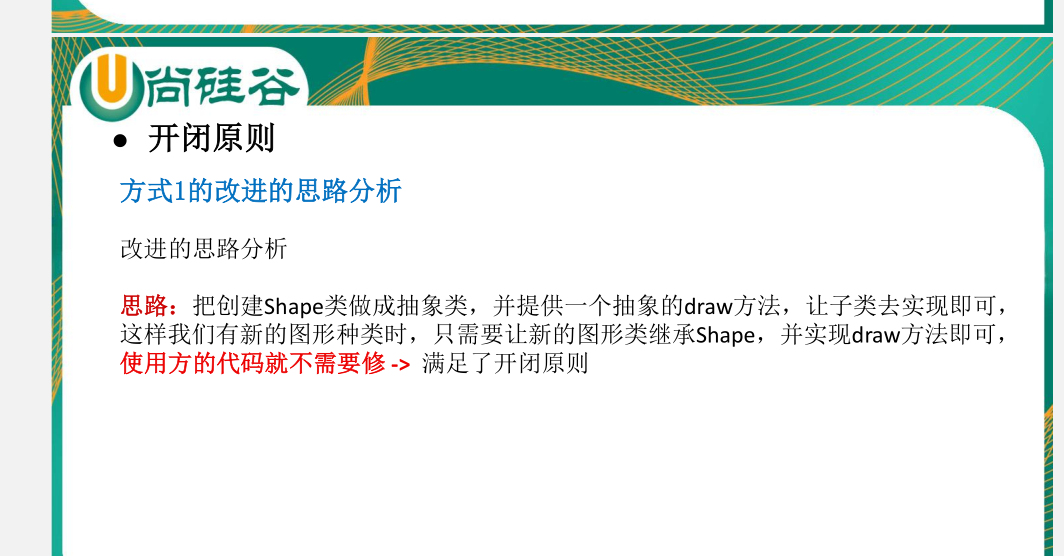 尚硅谷
● 开闭原则
方式1的改进的思路分析
改进的思路分析
思路：把创建Shape类做成抽象类，并提供一个抽象的draw方法，让子类去实现即可，
这样我们有新的图形种类时，只需要让新的图形类继承Shape，并实现draw方法即可，
使用方的代码就不需要修 -> 满足了开闭原则